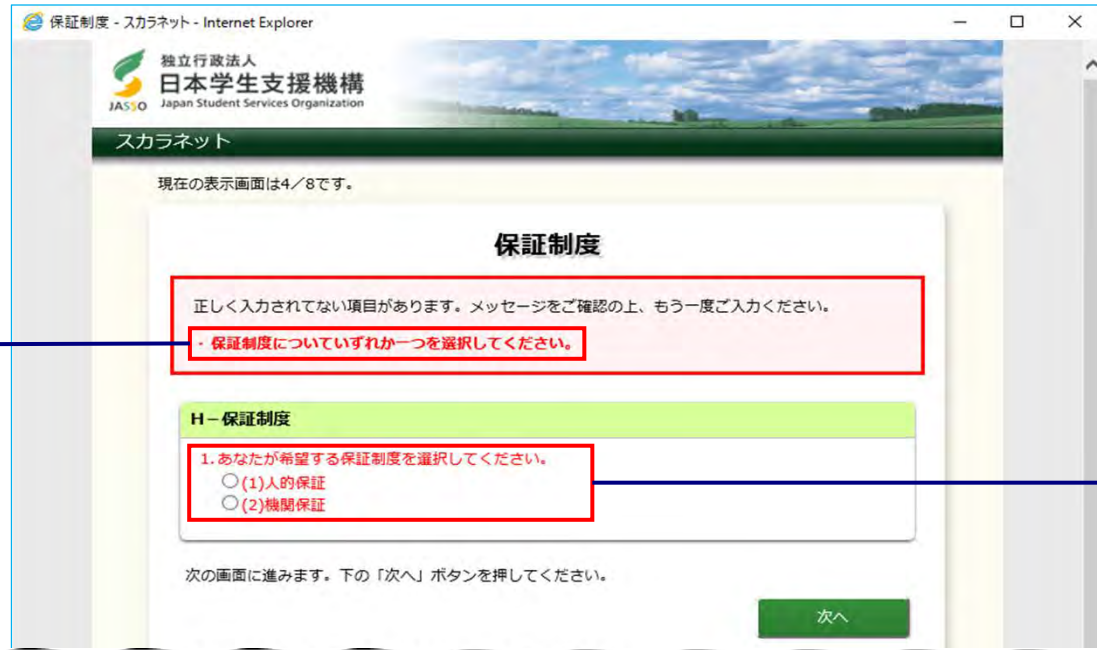 保証制度 - スカラネット - Internet Explorer
独立行政法人
日本学生支援機構
JASSO Japan Student Services Organization
スカラネット
現在の表示画面は4／8です。
保証制度
正しく入力されてない項目があります。メッセージをご確認の上、もう一度ご入力ください。
・保証制度についていずれか一つを選択してください。
H－保証制度
1.あなたが希望する保証制度を選択してください。
(1)人的保証
(2)機関保証
次の画面に進みます。下の「次へ」ボタンを押してください。
次へ